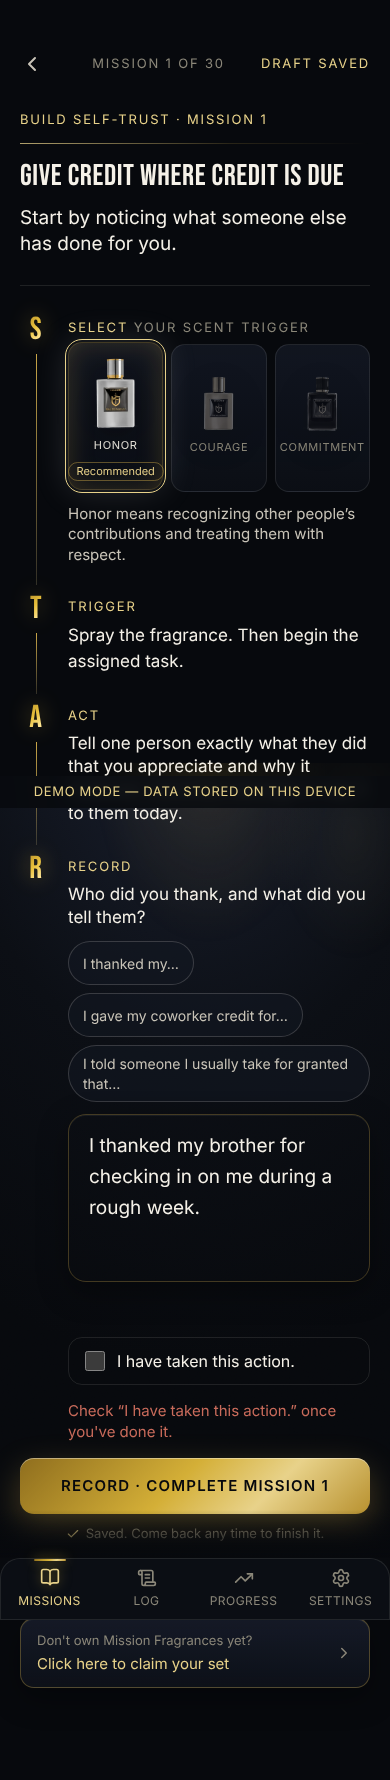 MISSION 1 OF 30 DRAFT SAVED
BUILD SELF-TRUST · MISSION 1
GIVE CREDIT WHERE CREDIT IS DUE
Start by noticing what someone else
has done for you.
S
SELECT YOUR SCENT TRIGGER
HONOR
Recommended
COURAGE
COMMITMENT
Honor means recognizing other people's
contributions and treating them with
respect.
T
TRIGGER
Spray the fragrance. Then begin the
assigned task.
A
ACT
Tell one person exactly what they did
that you appreciate and why it
DEMO MODE — DATA STORED ON THIS DEVICE
to them today.
R
RECORD
Who did you thank, and what did you
tell them?
I thanked my...
I gave my coworker credit for...
I told someone I usually take for granted
that...
I thanked my brother for
checking in on me during a
rough week.
I have taken this action.
Check “I have taken this action.” once
you've done it.
RECORD · COMPLETE MISSION 1
Saved. Come back any time to finish it.
MISSIONS LOG PROGRESS SETTINGS
Don't own Mission Fragrances yet?
Click here to claim your set